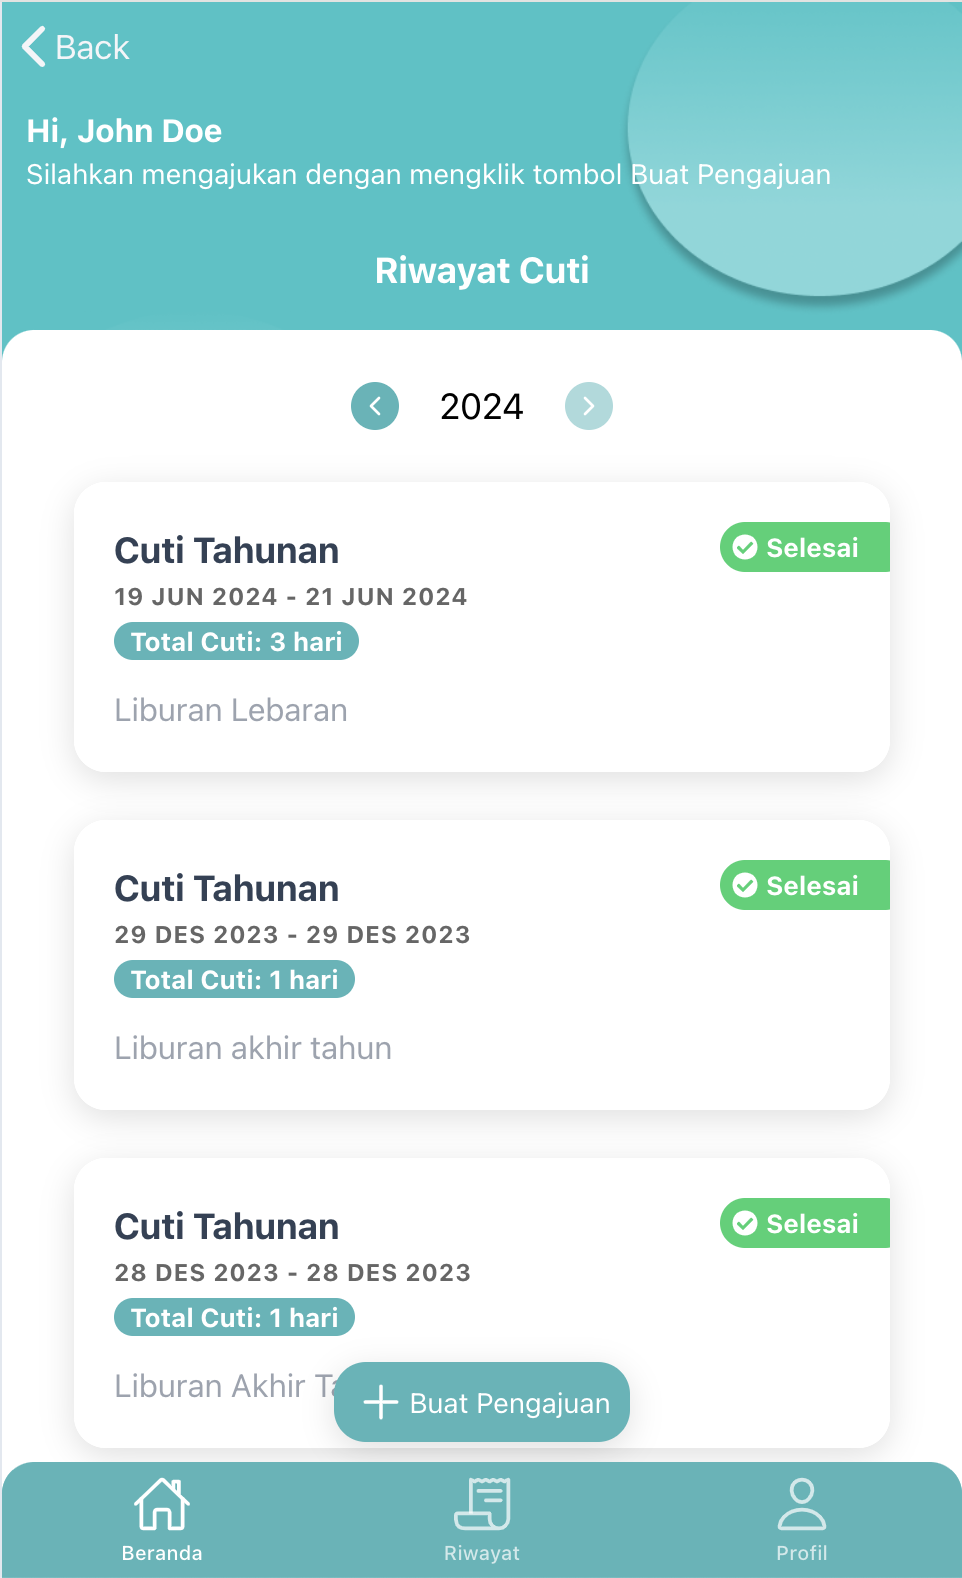 Back
Hi, John Doe
Silahkan mengajukan dengan mengklik tombol Buat Pengajuan
Riwayat Cuti
2024
Cuti Tahunan
Selesai
19 JUN 2024 - 21 JUN 2024
Total Cuti: 3 hari
Liburan Lebaran
Cuti Tahunan
Selesai
29 DES 2023 - 29 DES 2023
Total Cuti: 1 hari
Liburan akhir tahun
Cuti Tahunan
Selesai
28 DES 2023 - 28 DES 2023
Total Cuti: 1 hari
Liburan Akhir
Buat Pengajuan
Beranda
Riwayat
Profil